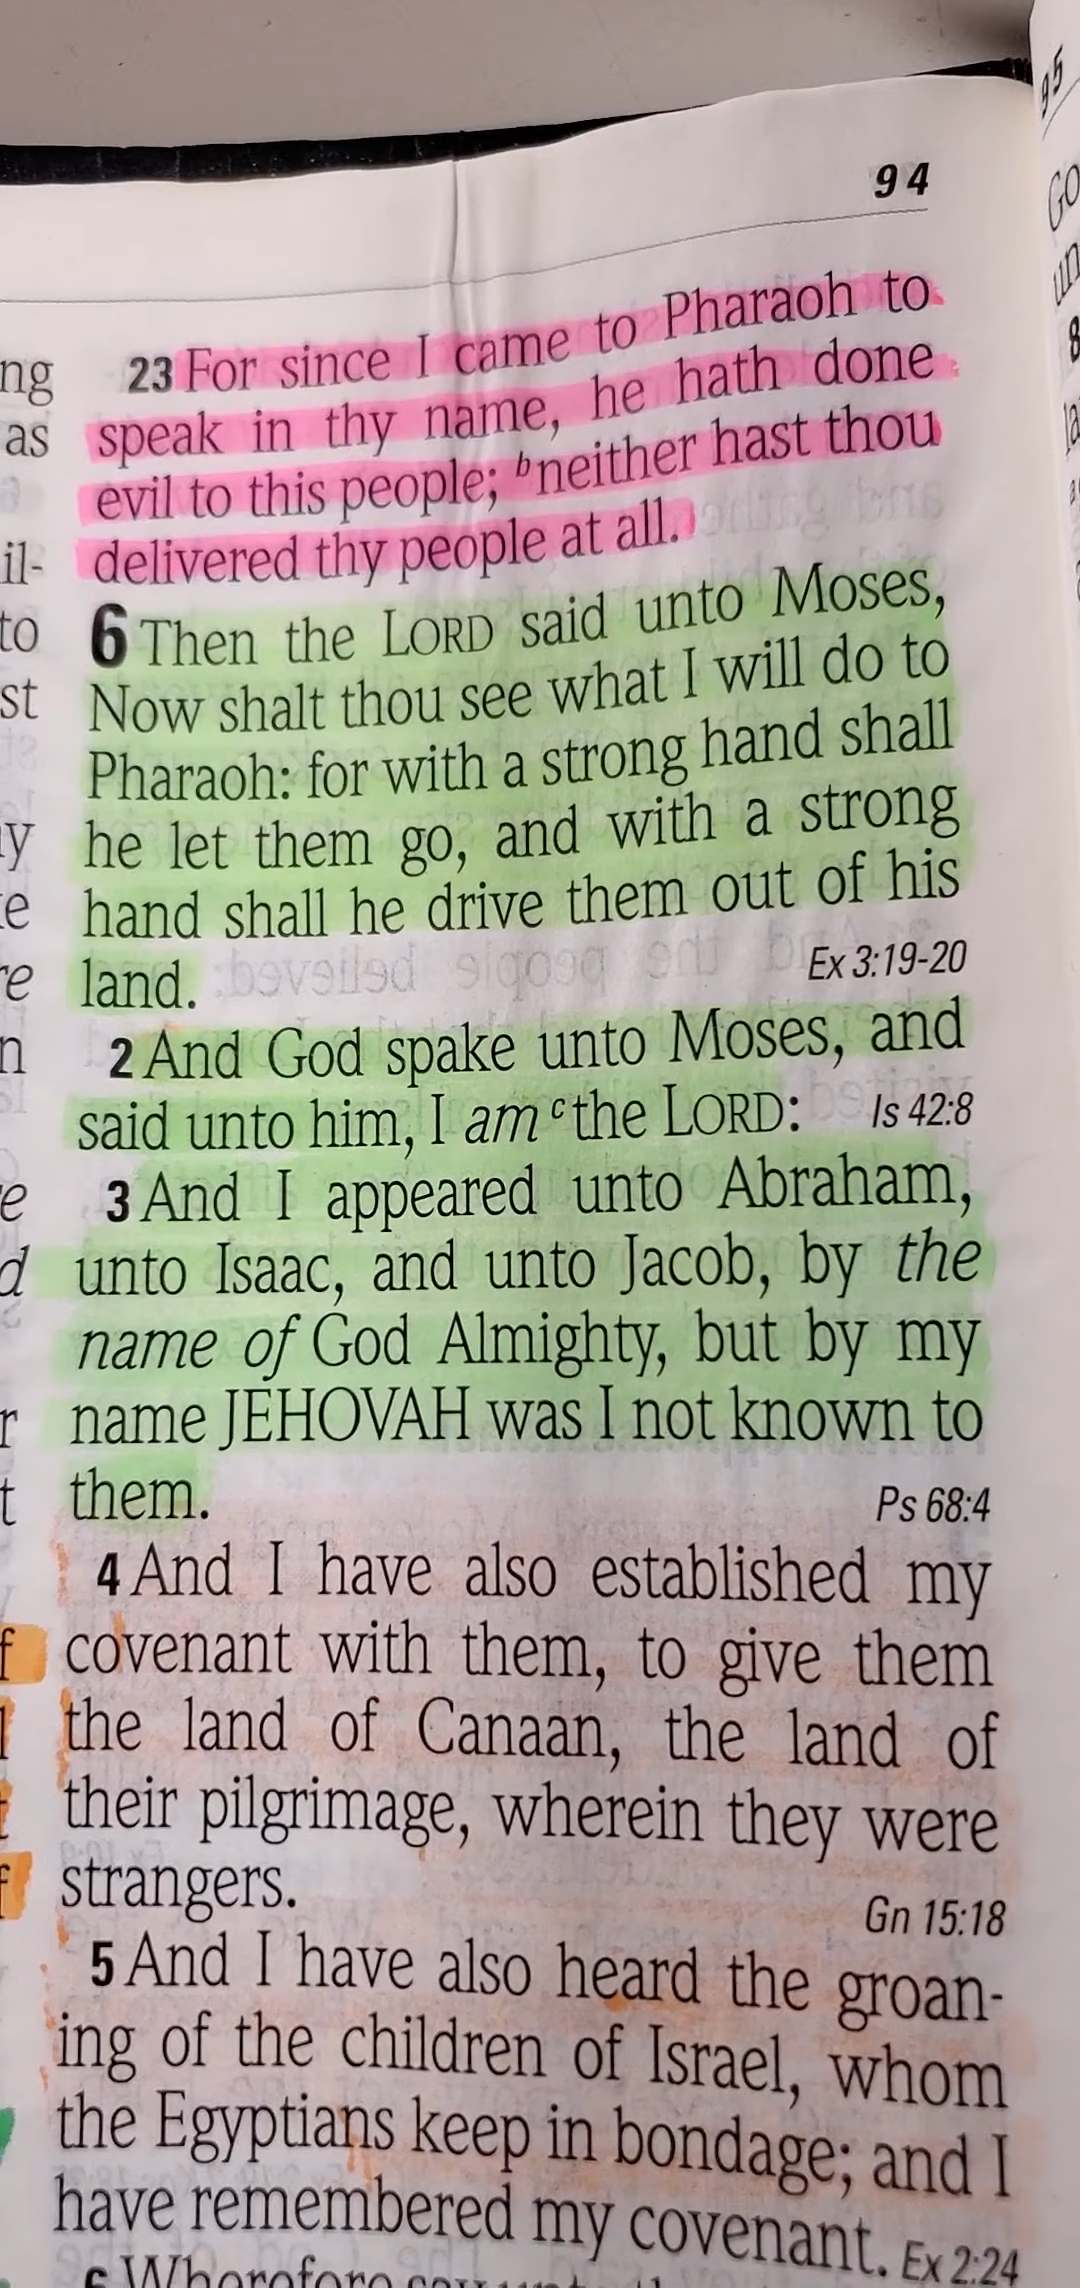 94
95
23 For since I came to Pharaoh to
speak in thy name, he hath done
evil to this people; bneither hast thou
delivered thy people at all.
6 Then the LORD said unto Moses,
Now shalt thou see what I will do to
Pharaoh: for with a strong hand shall
he let them go, and with a strong
hand shall he drive them out of his
land. Ex 3:19-20
2 And God spake unto Moses, and
said unto him, I am cthe LORD: Is 42:8
3 And I appeared unto Abraham,
unto Isaac, and unto Jacob, by the
name of God Almighty, but by my
name JEHOVAH was I not known to
them. Ps 68:4
4 And I have also established my
covenant with them, to give them
the land of Canaan, the land of
their pilgrimage, wherein they were
strangers. Gn 15:18
5 And I have also heard the groan-
ing of the children of Israel, whom
the Egyptians keep in bondage; and I
have remembered my covenant. Ex 2:24
6 Wherefore say unto